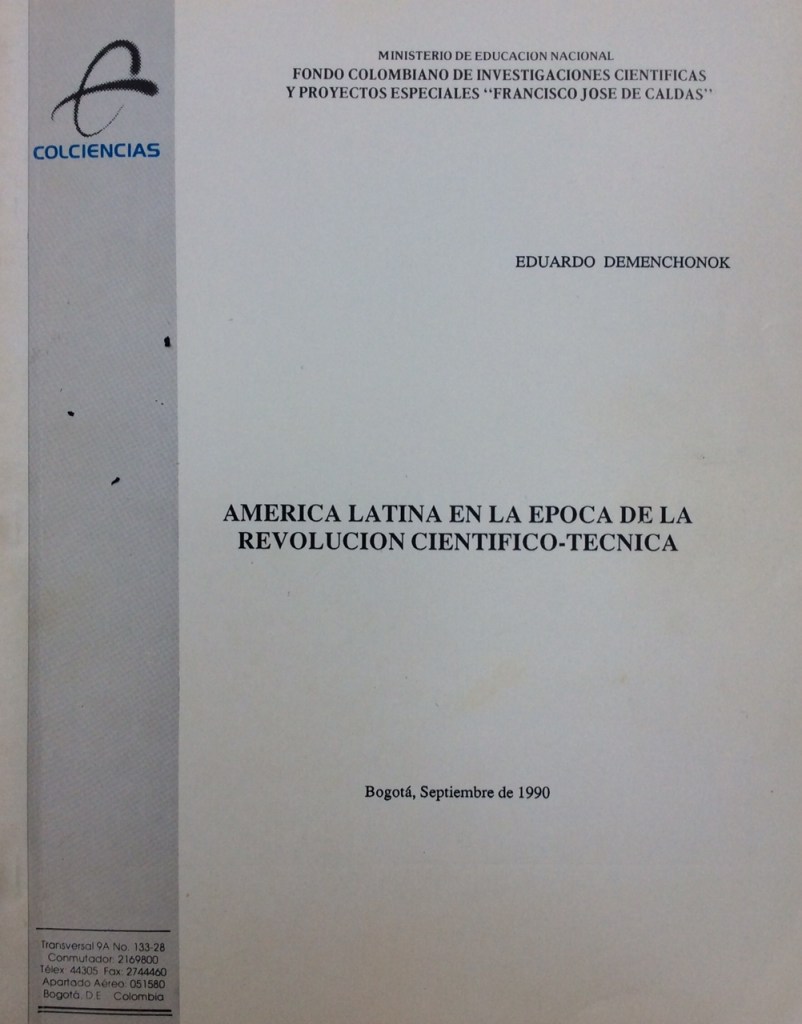 COLCIENCIAS
MINISTERIO DE EDUCACION NACIONAL
FONDO COLOMBIANO DE INVESTIGACIONES CIENTIFICAS
Y PROYECTOS ESPECIALES "FRANCISCO JOSE DE CALDAS"
EDUARDO DEMENCHONOK
AMERICA LATINA EN LA EPOCA DE LA
REVOLUCION CIENTIFICO-TECNICA
Bogotá, Septiembre de 1990
Transversal 9A No. 133-28
Conmutador: 2169800
Télex: 44305 Fax: 2744460
Apartado Aéreo: 051580
Bogotá, D.E. Colombia